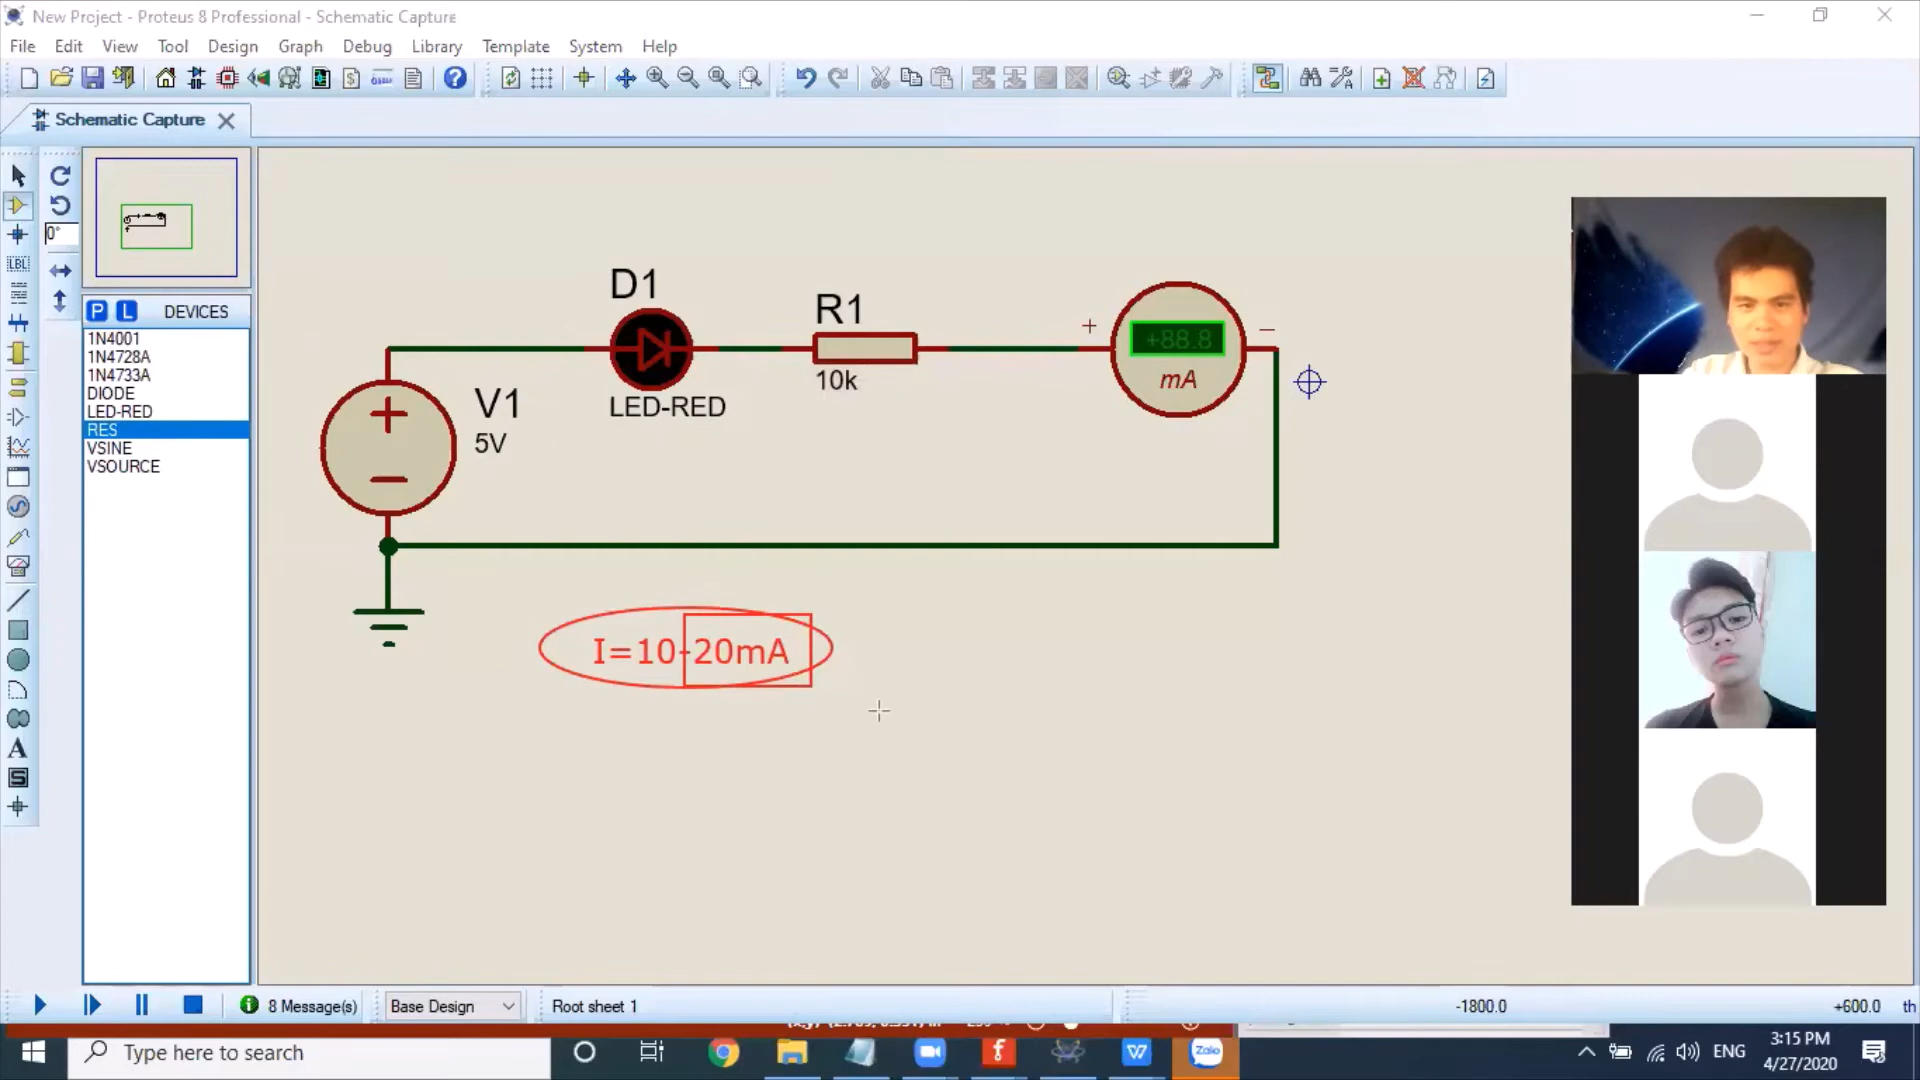 New Project - Proteus 8 Professional - Schematic Capture
File Edit View Tool Design Graph Debug Library Template System Help
Schematic Capture
0°
LBL
P L DEVICES
1N4001
1N4728A
1N4733A
DIODE
LED-RED
RES
VSINE
VSOURCE
A
S
D1
LED-RED
R1
10k
+
+88.8
mA
−
+
−
V1
5V
I=10-20mA
8 Message(s)
Base Design
Root sheet 1
-1800.0
+600.0
th
Type here to search
Zalo
ENG
3:15 PM
4/27/2020